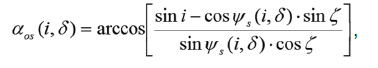 α_os (i, δ) = arccos[ (sin i − cos ψ_s (i, δ) · sin ζ) / (sin ψ_s (i, δ) · cos ζ) ],